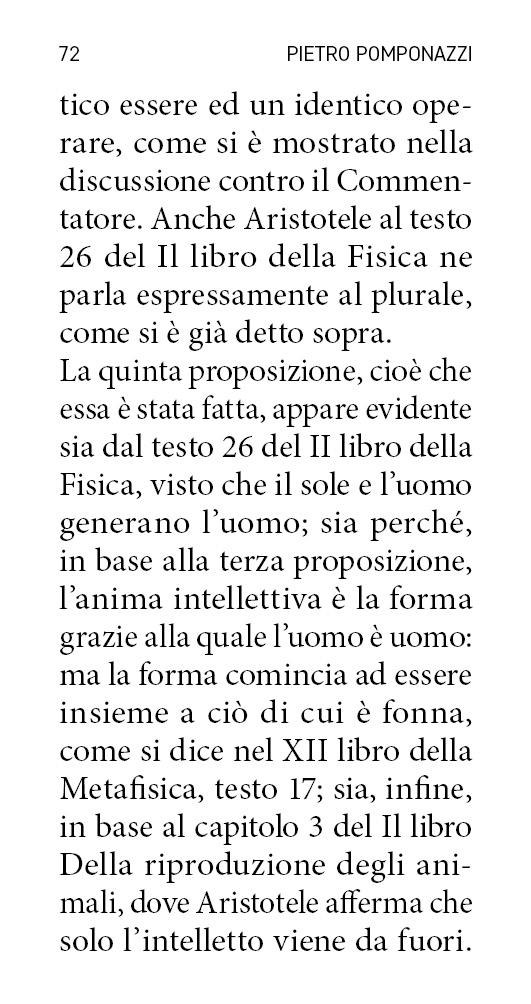 72 PIETRO POMPONAZZI
tico essere ed un identico ope-
rare, come si è mostrato nella
discussione contro il Commen-
tatore. Anche Aristotele al testo
26 del Il libro della Fisica ne
parla espressamente al plurale,
come si è già detto sopra.
La quinta proposizione, cioè che
essa è stata fatta, appare evidente
sia dal testo 26 del II libro della
Fisica, visto che il sole e l’uomo
generano l’uomo; sia perché,
in base alla terza proposizione,
l’anima intellettiva è la forma
grazie alla quale l’uomo è uomo:
ma la forma comincia ad essere
insieme a ciò di cui è fonna,
come si dice nel XII libro della
Metafisica, testo 17; sia, infine,
in base al capitolo 3 del Il libro
Della riproduzione degli ani-
mali, dove Aristotele afferma che
solo l’intelletto viene da fuori.